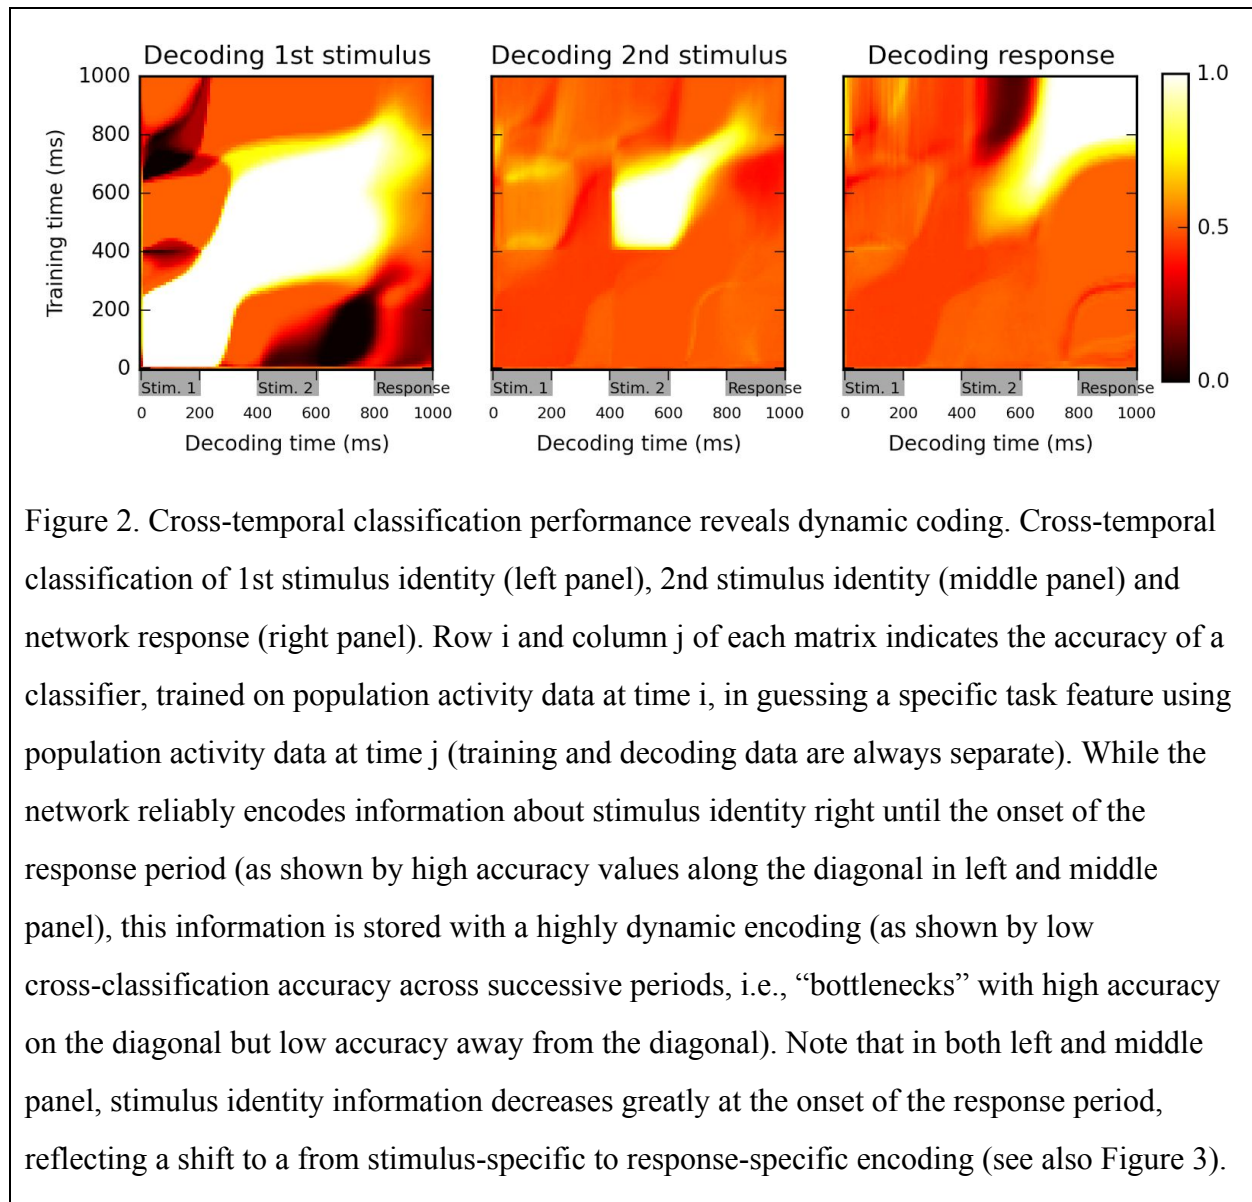 Decoding 1st stimulus Decoding 2nd stimulus Decoding response
1000 1.0
800
600
0.5
400
200
0 0.0
Training time (ms)
Stim. 1 Stim. 2 Response Stim. 1 Stim. 2 Response Stim. 1 Stim. 2 Response
0 200 400 600 800 1000 0 200 400 600 800 1000 0 200 400 600 800 1000
Decoding time (ms) Decoding time (ms) Decoding time (ms)
Figure 2. Cross-temporal classification performance reveals dynamic coding. Cross-temporal
classification of 1st stimulus identity (left panel), 2nd stimulus identity (middle panel) and
network response (right panel). Row i and column j of each matrix indicates the accuracy of a
classifier, trained on population activity data at time i, in guessing a specific task feature using
population activity data at time j (training and decoding data are always separate). While the
network reliably encodes information about stimulus identity right until the onset of the
response period (as shown by high accuracy values along the diagonal in left and middle
panel), this information is stored with a highly dynamic encoding (as shown by low
cross-classification accuracy across successive periods, i.e., “bottlenecks” with high accuracy
on the diagonal but low accuracy away from the diagonal). Note that in both left and middle
panel, stimulus identity information decreases greatly at the onset of the response period,
reflecting a shift to a from stimulus-specific to response-specific encoding (see also Figure 3).